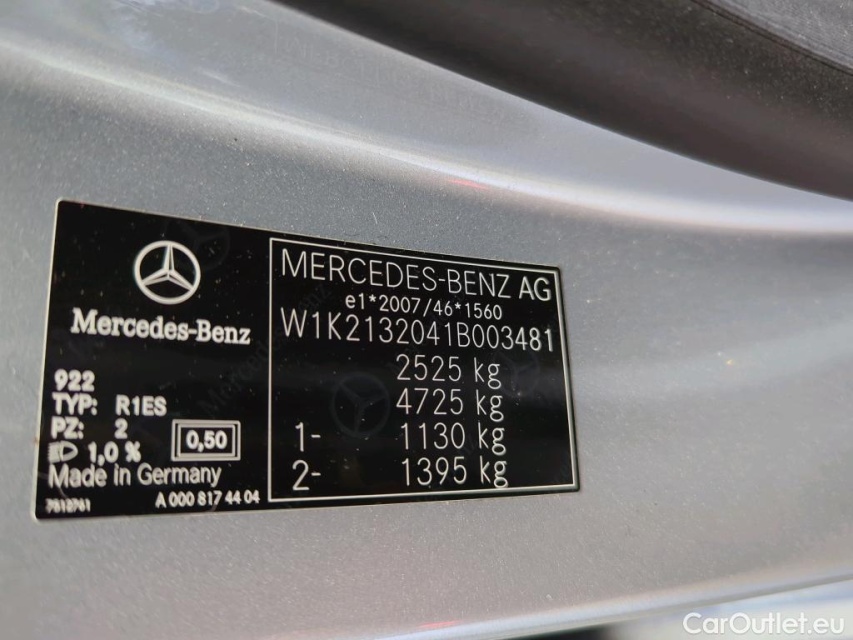 Mercedes-Benz
922
TYP: R1ES
PZ: 2
1,0 %
0,50
Made in Germany
7513761
A 000 817 44 04
MERCEDES-BENZ AG
e1*2007/46*1560
W1K2132041B003481
2525 kg
4725 kg
1- 1130 kg
2- 1395 kg
CarOutlet.eu